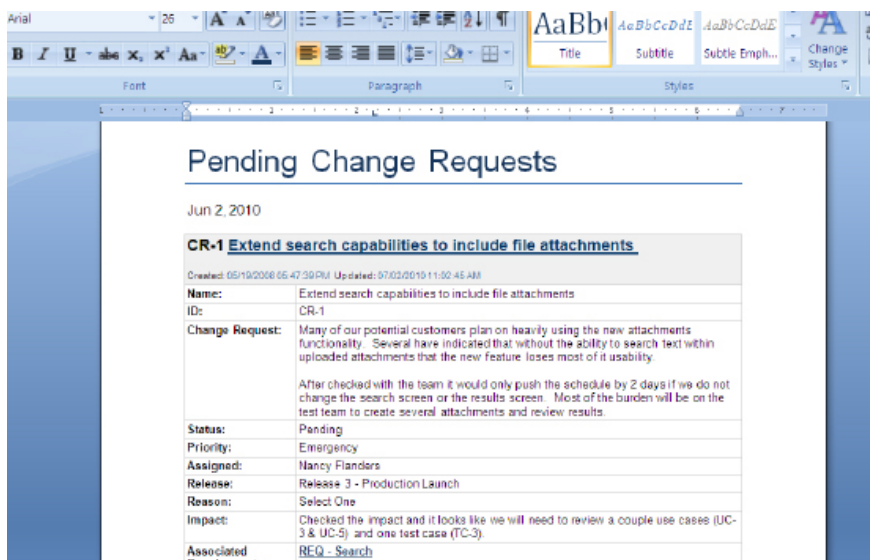 Arial 26
AaBb AaBbCcDdE AaBbCcDdE
B I U abc X₂ X² Aa A
Title Subtitle Subtle Emph... Change Styles
Font Paragraph Styles
Pending Change Requests
Jun 2, 2010
CR-1 Extend search capabilities to include file attachments
Created: 05/19/2008 05:47:39 PM Updated: 07/02/2010 11:02:45 AM
Name: Extend search capabilities to include file attachments
ID: CR-1
Change Request: Many of our potential customers plan on heavily using the new attachments
functionality. Several have indicated that without the ability to search text within
uploaded attachments that the new feature loses most of it usability.
After checked with the team it would only push the schedule by 2 days if we do not
change the search screen or the results screen. Most of the burden will be on the
test team to create several attachments and review results.
Status: Pending
Priority: Emergency
Assigned: Nancy Flanders
Release: Release 3 - Production Launch
Reason: Select One
Impact: Checked the impact and it looks like we will need to review a couple use cases (UC-
3 & UC-5) and one test case (TC-3).
Associated REQ - Search